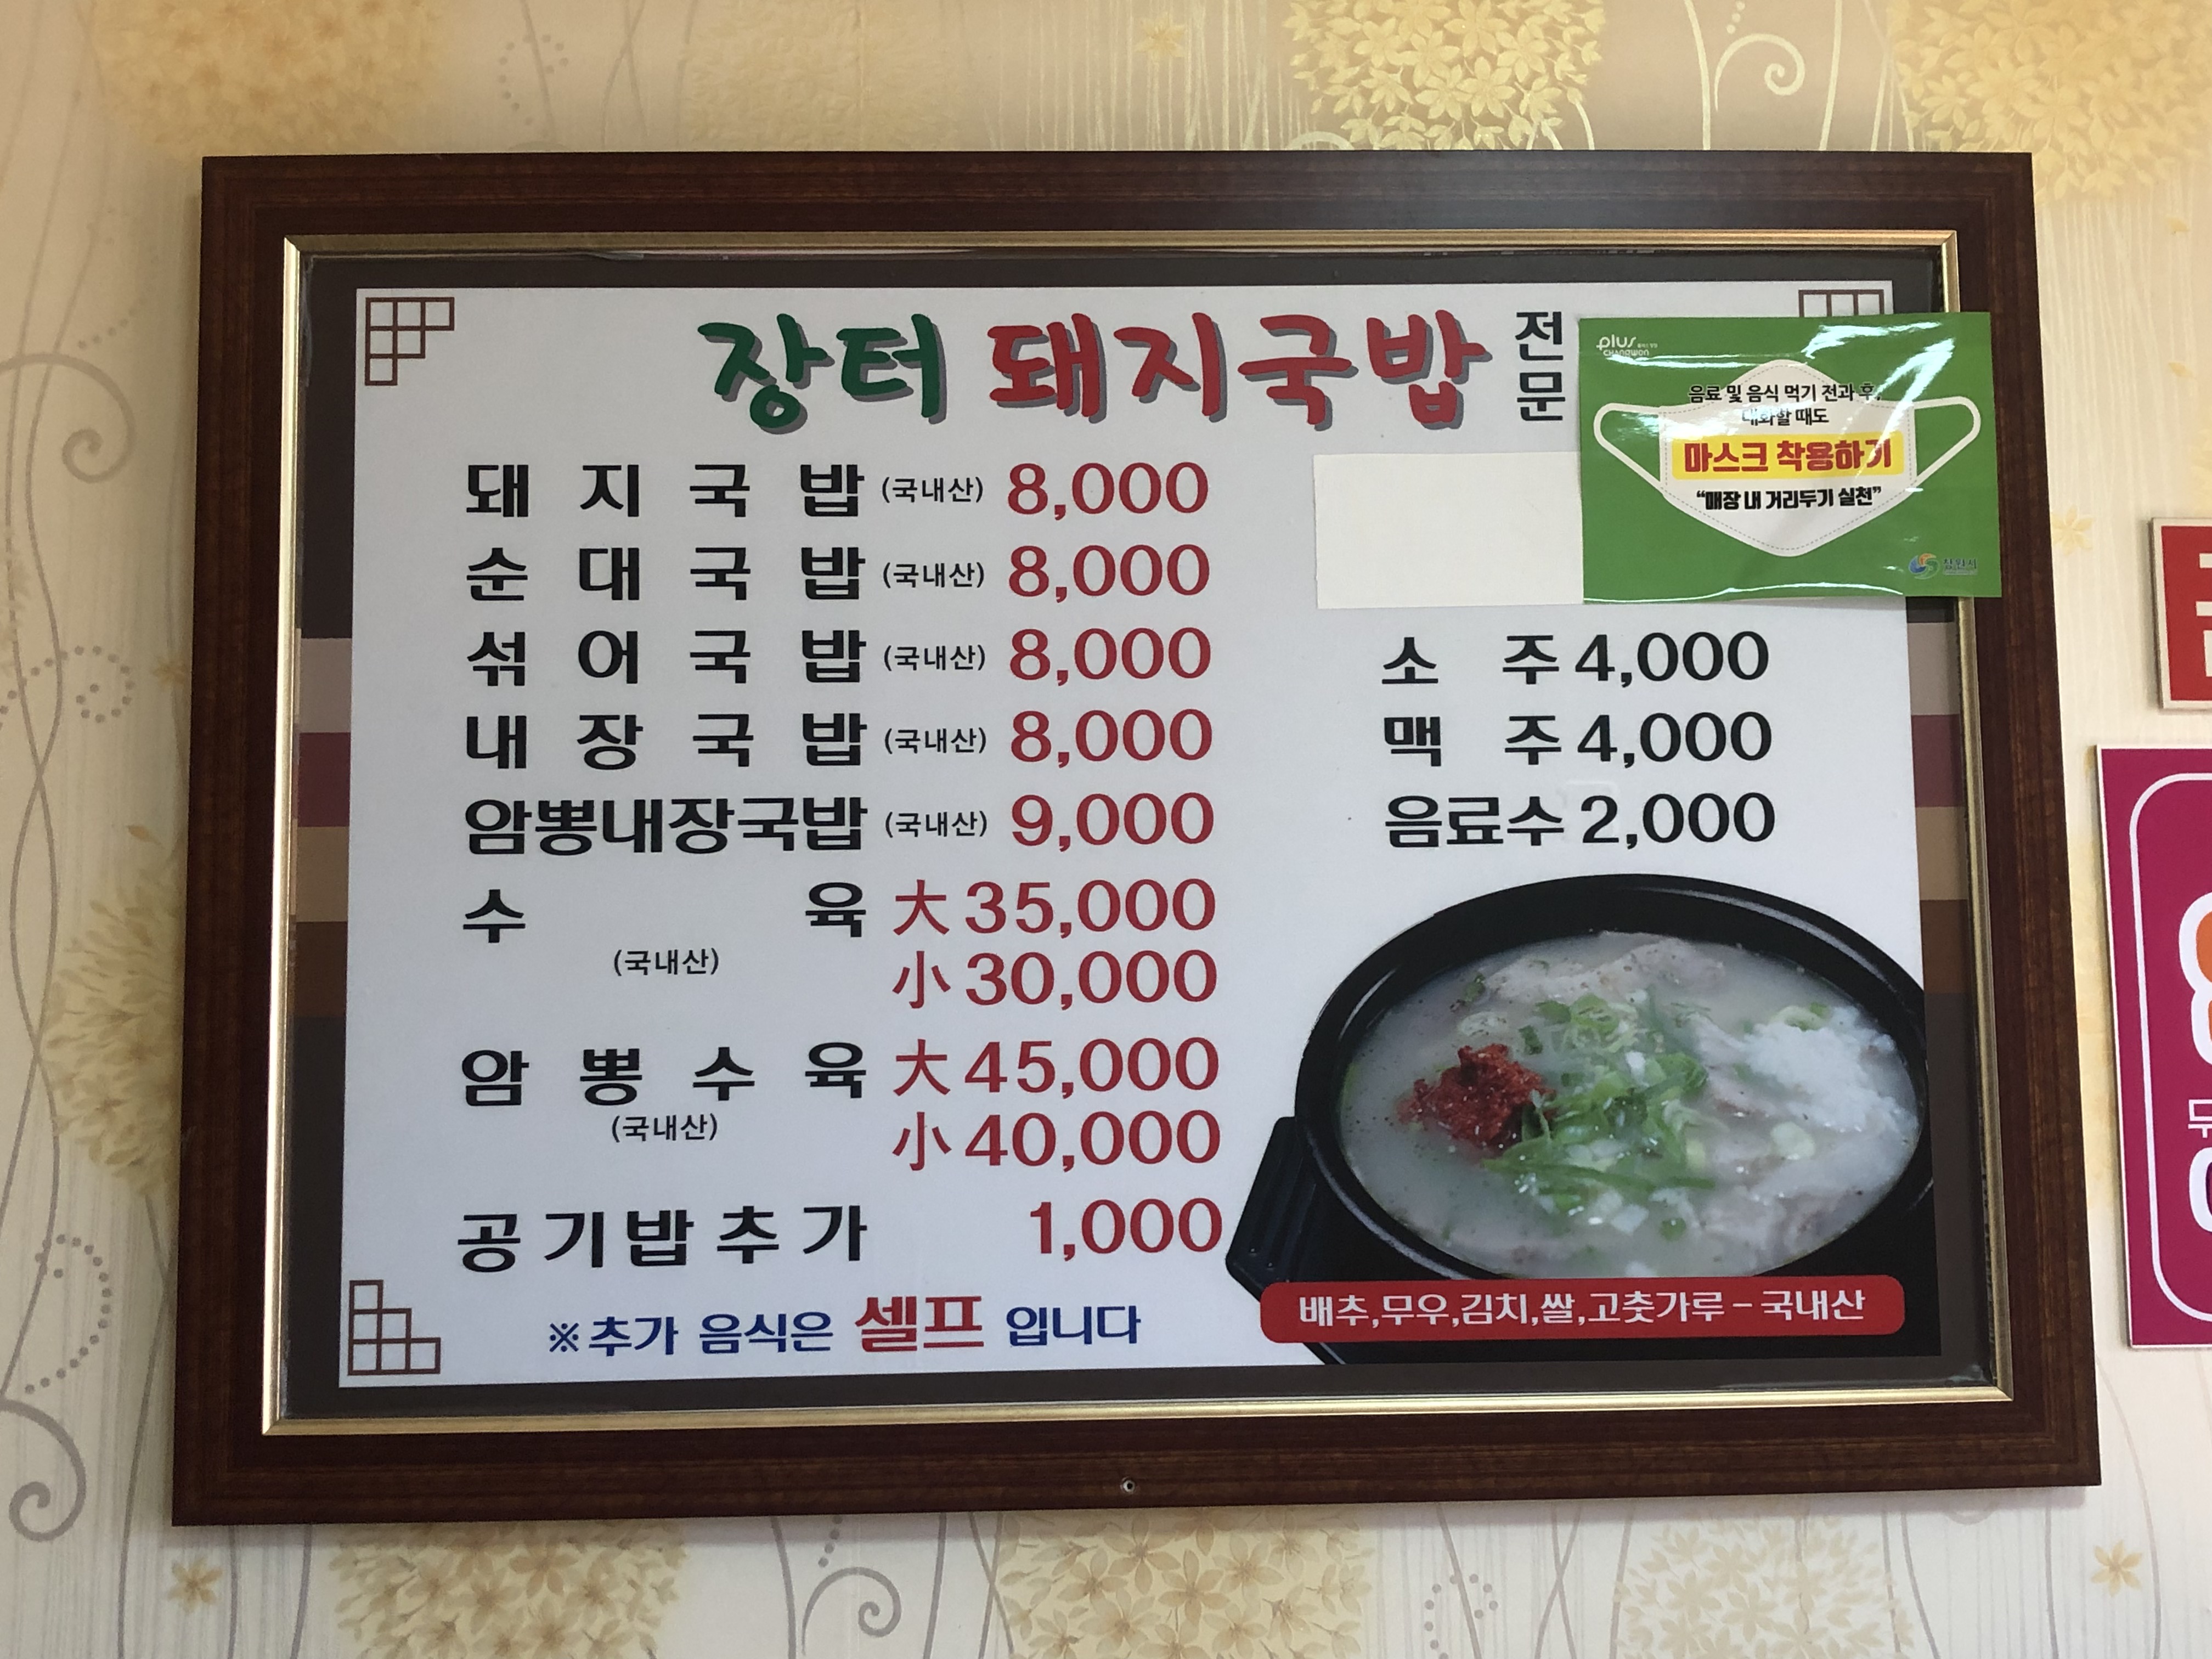 장터 돼지국밥 전문
돼지국밥 (국내산) 8,000
순대국밥 (국내산) 8,000
섞어국밥 (국내산) 8,000
내장국밥 (국내산) 8,000
암뽕내장국밥 (국내산) 9,000
수육 大 35,000
(국내산) 小 30,000
암뽕수육 大 45,000
(국내산) 小 40,000
공기밥추가 1,000
※추가 음식은 셀프 입니다
plus
CHANGWON
음료 및 음식 먹기 전과 후,
대화할 때도
마스크 착용하기
“매장 내 거리두기 실천”
창원시
소주 4,000
맥주 4,000
음료수 2,000
배추,무우,김치,쌀,고춧가루 – 국내산